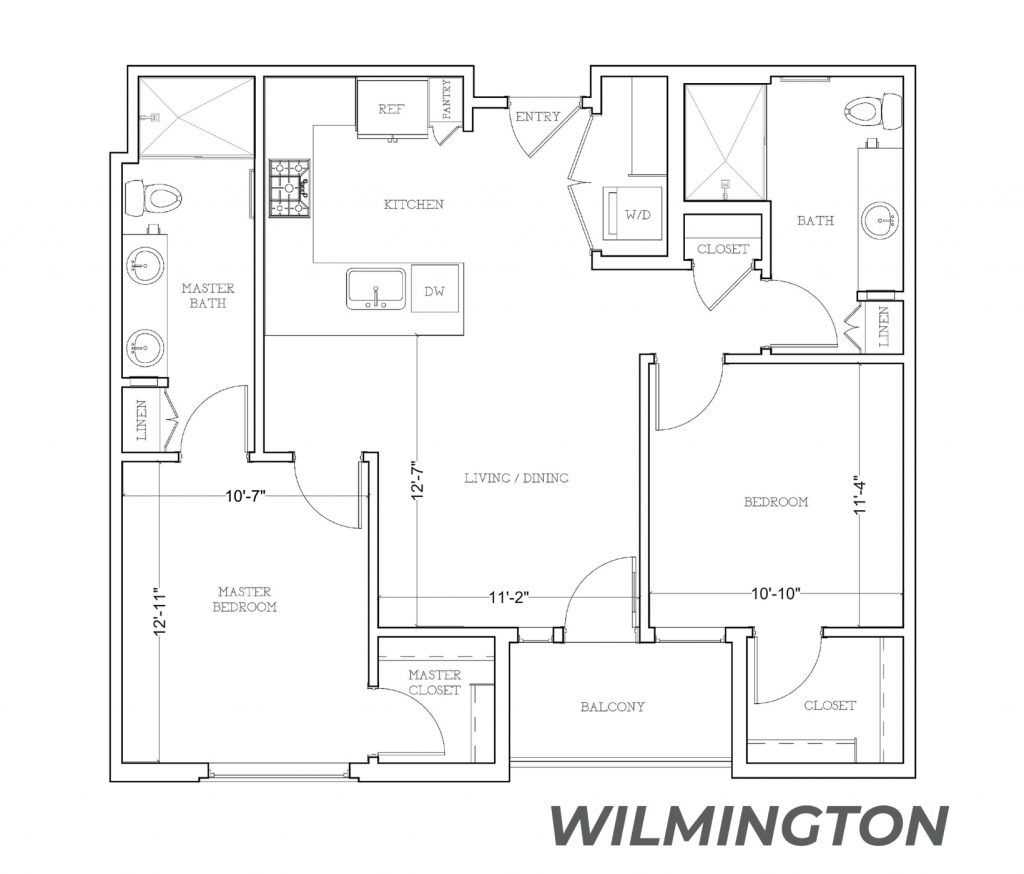 REF
PANTRY
ENTRY
KITCHEN
W/D
BATH
CLOSET
MASTER
BATH
DW
LINEN
LINEN
LIVING / DINING
12'-7"
10'-7"
BEDROOM
11'-4"
MASTER
BEDROOM
12'-11"
11'-2"
10'-10"
MASTER
CLOSET
BALCONY
CLOSET
WILMINGTON